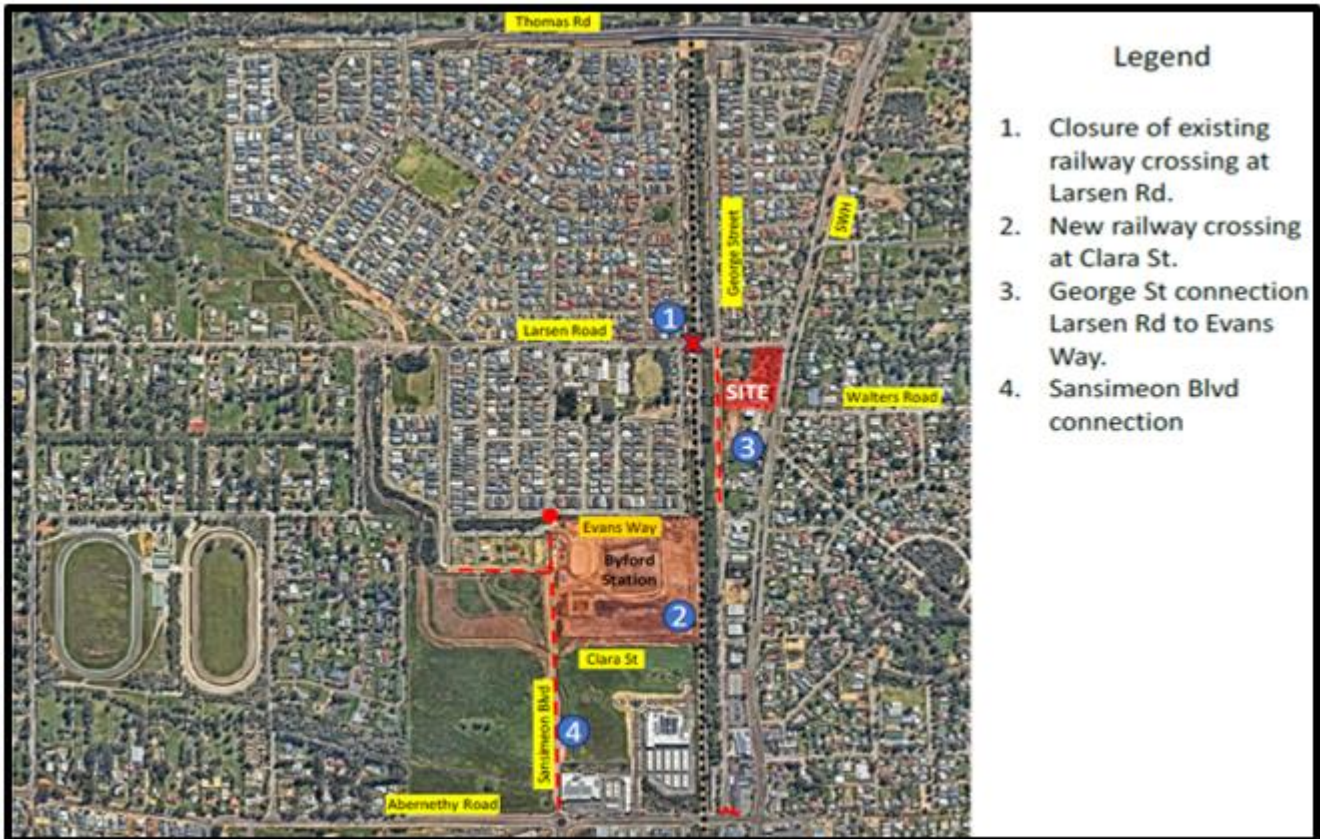 Thomas Rd
George Street
SWH
1
Larsen Road
SITE
Walters Road
3
Evans Way
Byford
Station
2
Clara St
Sansimeon Blvd
4
Abernethy Road
Legend
1. Closure of existing
railway crossing at
Larsen Rd.
2. New railway crossing
at Clara St.
3. George St connection
Larsen Rd to Evans
Way.
4. Sansimeon Blvd
connection